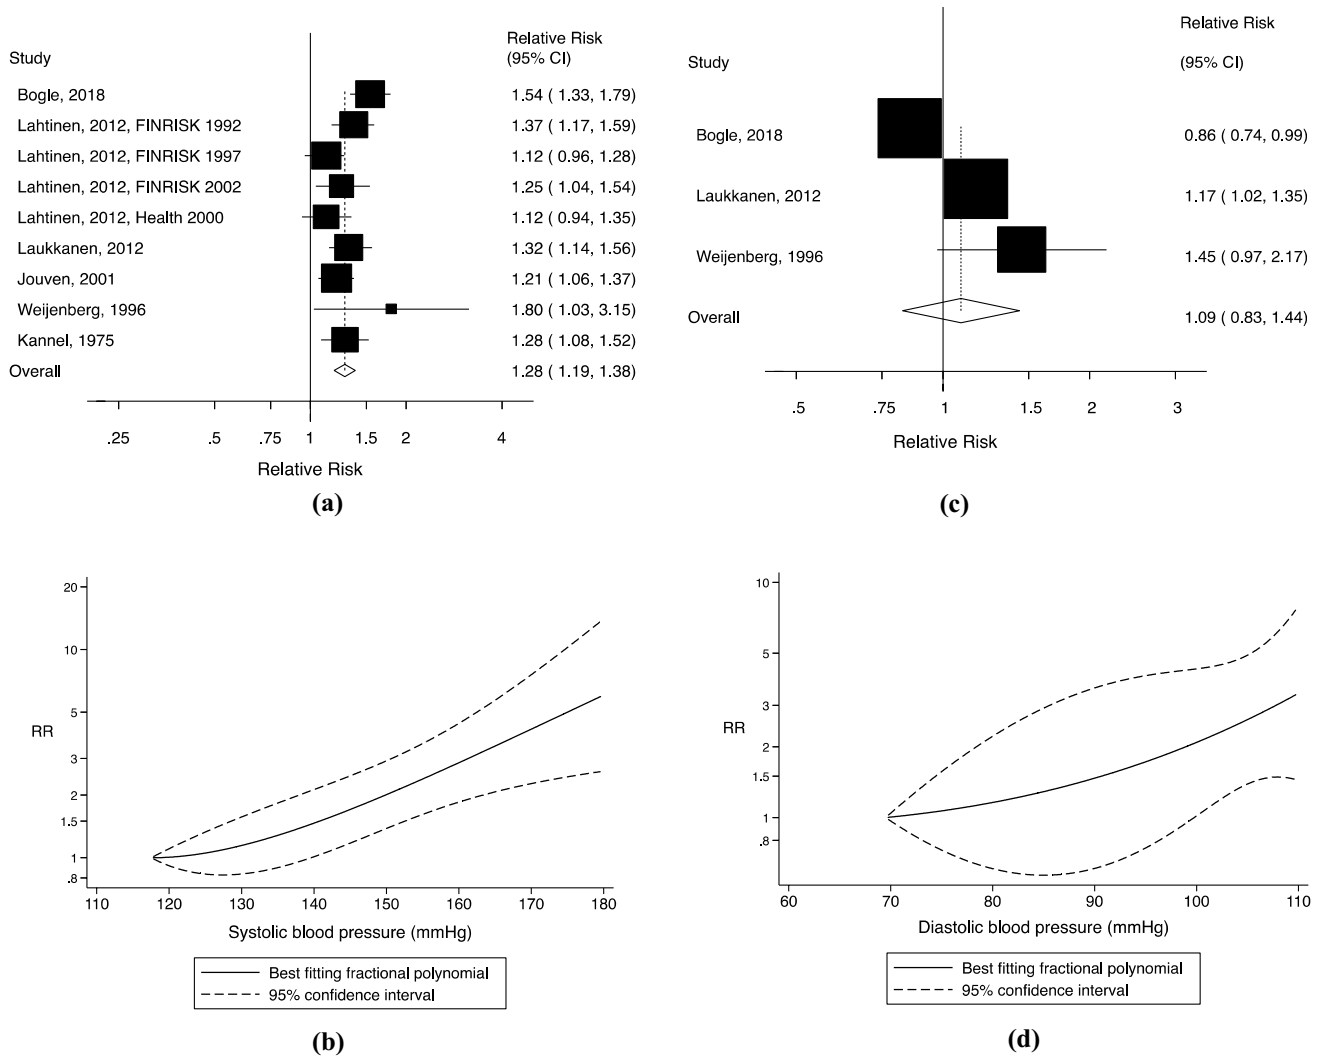 Relative Risk
Study (95% CI)
Bogle, 2018 1.54 ( 1.33, 1.79)
Lahtinen, 2012, FINRISK 1992 1.37 ( 1.17, 1.59)
Lahtinen, 2012, FINRISK 1997 1.12 ( 0.96, 1.28)
Lahtinen, 2012, FINRISK 2002 1.25 ( 1.04, 1.54)
Lahtinen, 2012, Health 2000 1.12 ( 0.94, 1.35)
Laukkanen, 2012 1.32 ( 1.14, 1.56)
Jouven, 2001 1.21 ( 1.06, 1.37)
Weijenberg, 1996 1.80 ( 1.03, 3.15)
Kannel, 1975 1.28 ( 1.08, 1.52)
Overall 1.28 ( 1.19, 1.38)
.25 .5 .75 1 1.5 2 4
Relative Risk
(a)
Relative Risk
Study (95% CI)
Bogle, 2018 0.86 ( 0.74, 0.99)
Laukkanen, 2012 1.17 ( 1.02, 1.35)
Weijenberg, 1996 1.45 ( 0.97, 2.17)
Overall 1.09 ( 0.83, 1.44)
.5 .75 1 1.5 2 3
Relative Risk
(c)
20
10
5
RR
3
2
1.5
1
.8
110 120 130 140 150 160 170 180
Systolic blood pressure (mmHg)
Best fitting fractional polynomial
95% confidence interval
(b)
10
5
3
RR
2
1.5
1
.8
60 70 80 90 100 110
Diastolic blood pressure (mmHg)
Best fitting fractional polynomial
95% confidence interval
(d)